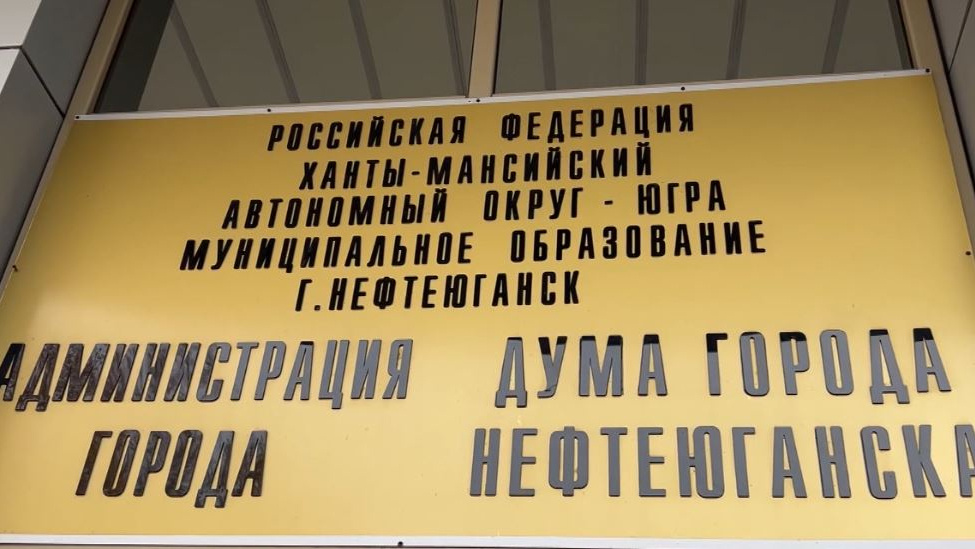 РОССИЙСКАЯ ФЕДЕРАЦИЯ
ХАНТЫ-МАНСИЙСКИЙ
АВТОНОМНЫЙ ОКРУГ - ЮГРА
МУНИЦИПАЛЬНОЕ ОБРАЗОВАНИЕ
Г.НЕФТЕЮГАНСК
АДМИНИСТРАЦИЯ
ГОРОДА
ДУМА ГОРОДА
НЕФТЕЮГАНСКА